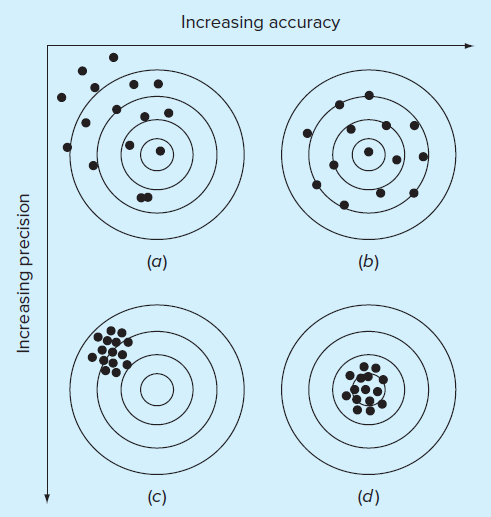 Increasing accuracy
Increasing precision
(a)
(b)
(c)
(d)